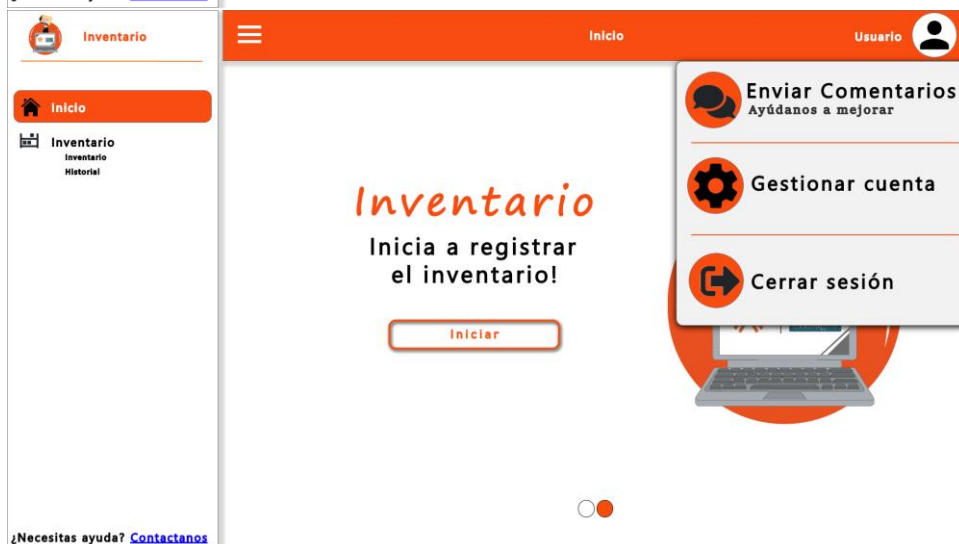 Inventario
Inicio
Usuario
Inicio
Inventario
Inventario
Historial
Inventario
Inicia a registrar
el inventario!
Iniciar
Enviar Comentarios
Ayúdanos a mejorar
Gestionar cuenta
Cerrar sesión
¿Necesitas ayuda? Contactanos